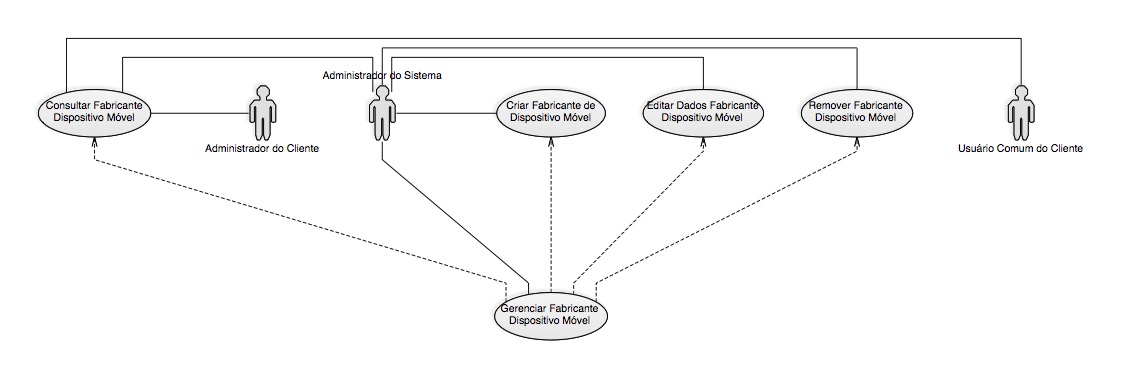 Administrador do Sistema
Consultar Fabricante
Dispositivo Móvel
Criar Fabricante de
Dispositivo Móvel
Editar Dados Fabricante
Dispositivo Móvel
Remover Fabricante
Dispositivo Móvel
Administrador do Cliente
Usuário Comum do Cliente
Gerenciar Fabricante
Dispositivo Móvel